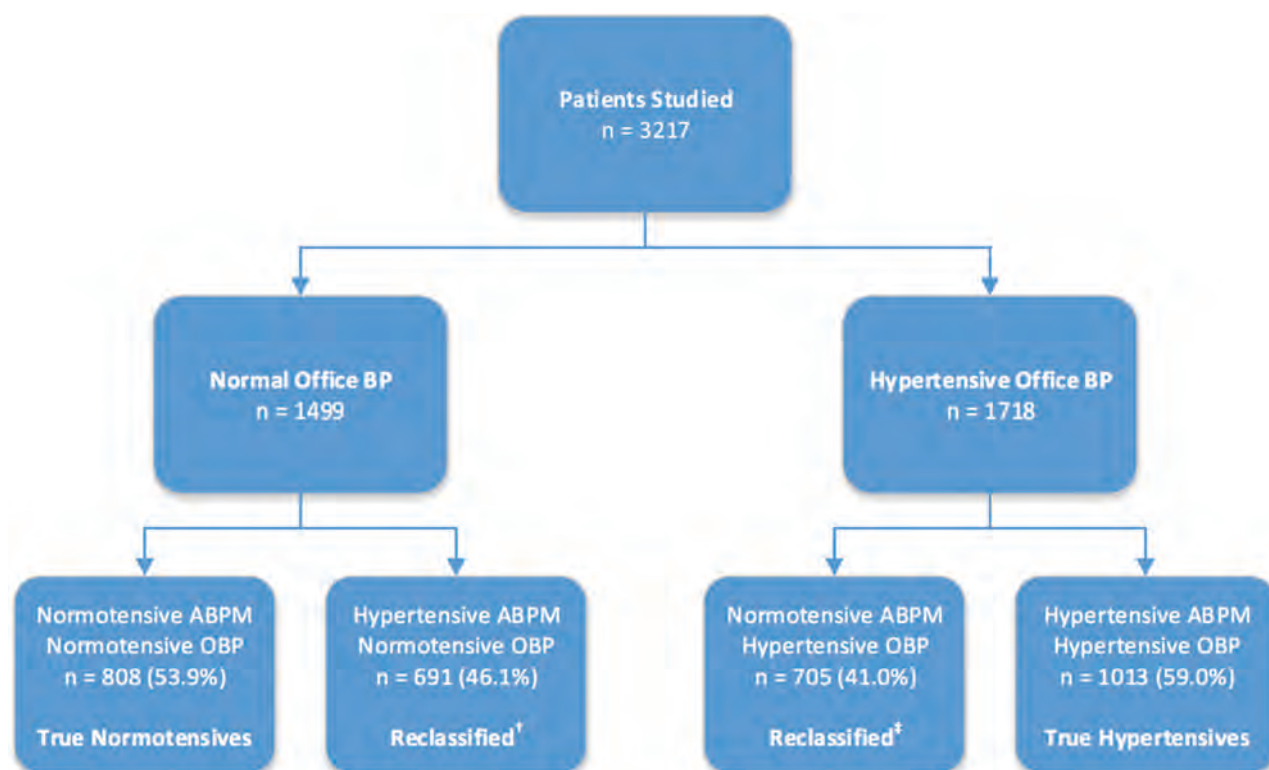 Patients Studied
n = 3217
Normal Office BP
n = 1499
Hypertensive Office BP
n = 1718
Normotensive ABPM
Normotensive OBP
n = 808 (53.9%)
True Normotensives
Hypertensive ABPM
Normotensive OBP
n = 691 (46.1%)
Reclassified†
Normotensive ABPM
Hypertensive OBP
n = 705 (41.0%)
Reclassified‡
Hypertensive ABPM
Hypertensive OBP
n = 1013 (59.0%)
True Hypertensives